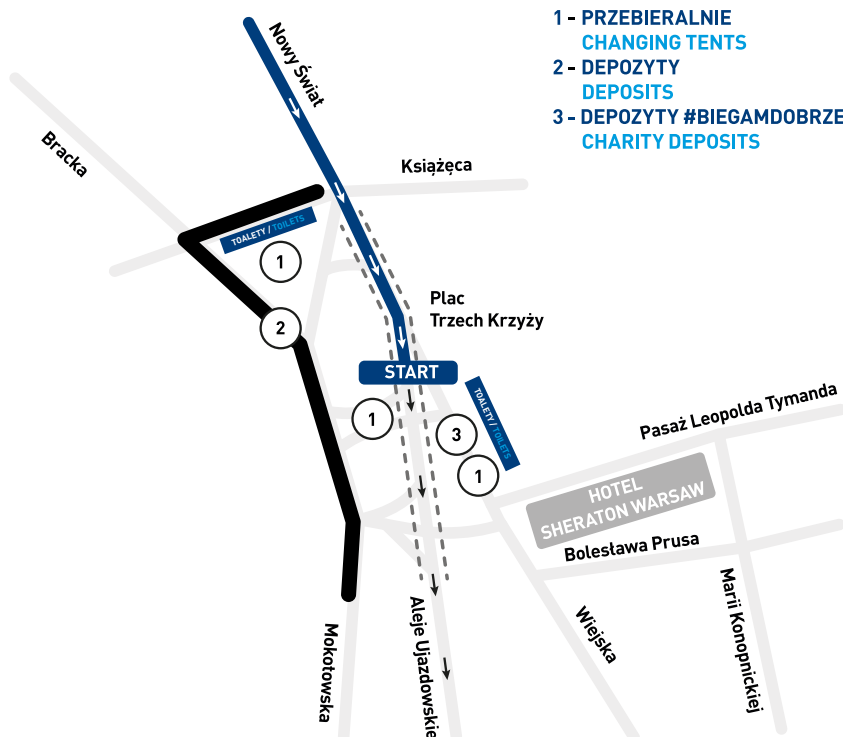 1 - PRZEBIERALNIE
CHANGING TENTS
2 - DEPOZYTY
DEPOSITS
3 - DEPOZYTY #BIEGAMDOBRZE
CHARITY DEPOSITS
Nowy Świat
Bracka
Książęca
TOALETY / TOILETS
1
2
Plac
Trzech Krzyży
START
1
3
1
TOALETY / TOILETS
Pasaż Leopolda Tymanda
HOTEL
SHERATON WARSAW
Bolesława Prusa
Marii Konopnickiej
Wiejska
Aleje Ujazdowskie
Mokotowska